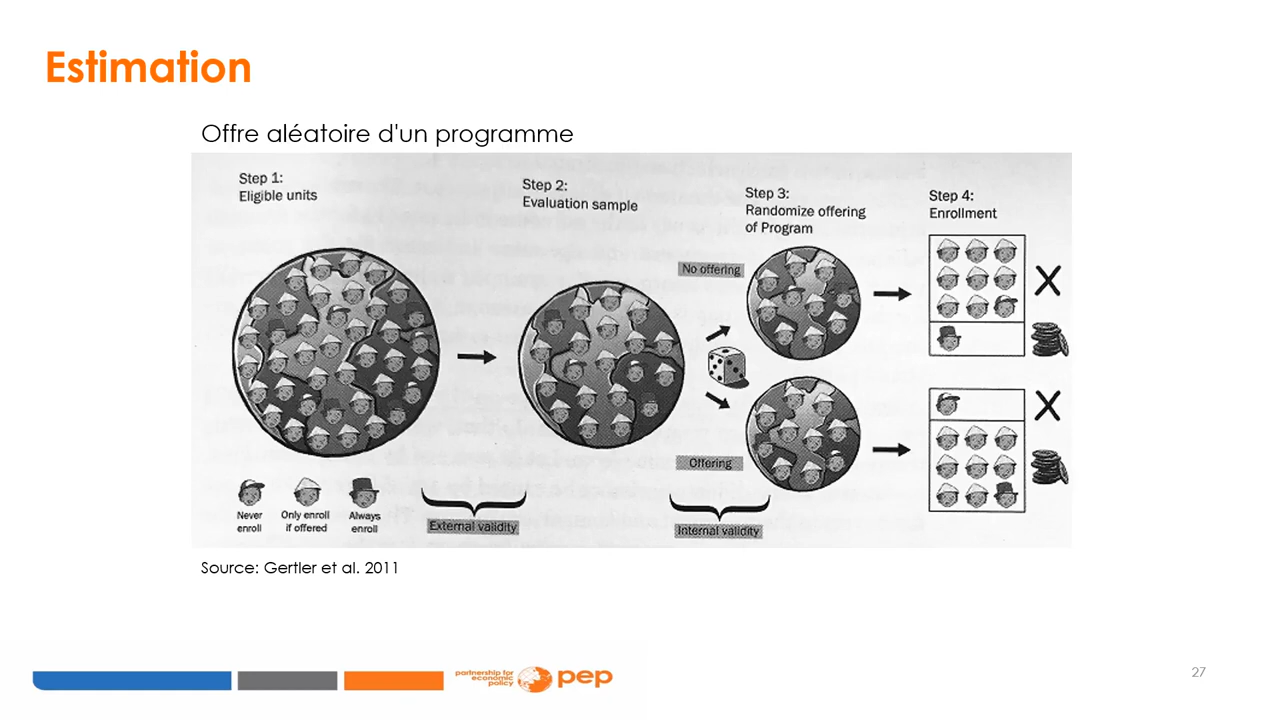 Estimation
Offre aléatoire d'un programme
Step 1:
Eligible units
Step 2:
Evaluation sample
Step 3:
Randomize offering
of Program
Step 4:
Enrollment
No offering
Offering
Never
enroll
Only enroll
if offered
Always
enroll
External validity
Internal validity
Source: Gertler et al. 2011
partnership for
economic
policy
pep
27